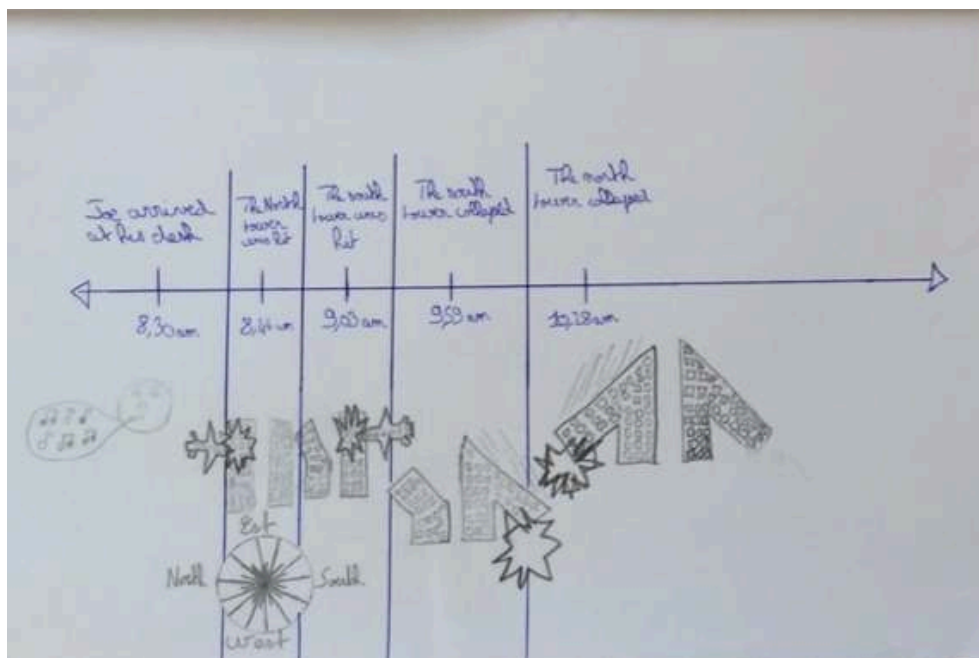 Joe arrived
at his desk
The North
tower
was hit
The south
tower was
hit
The south
tower collapsed
The north
tower collapsed
8,30 am
8,46 am
9,03 am
9,59 am
10,28 am
Est
North
South
West